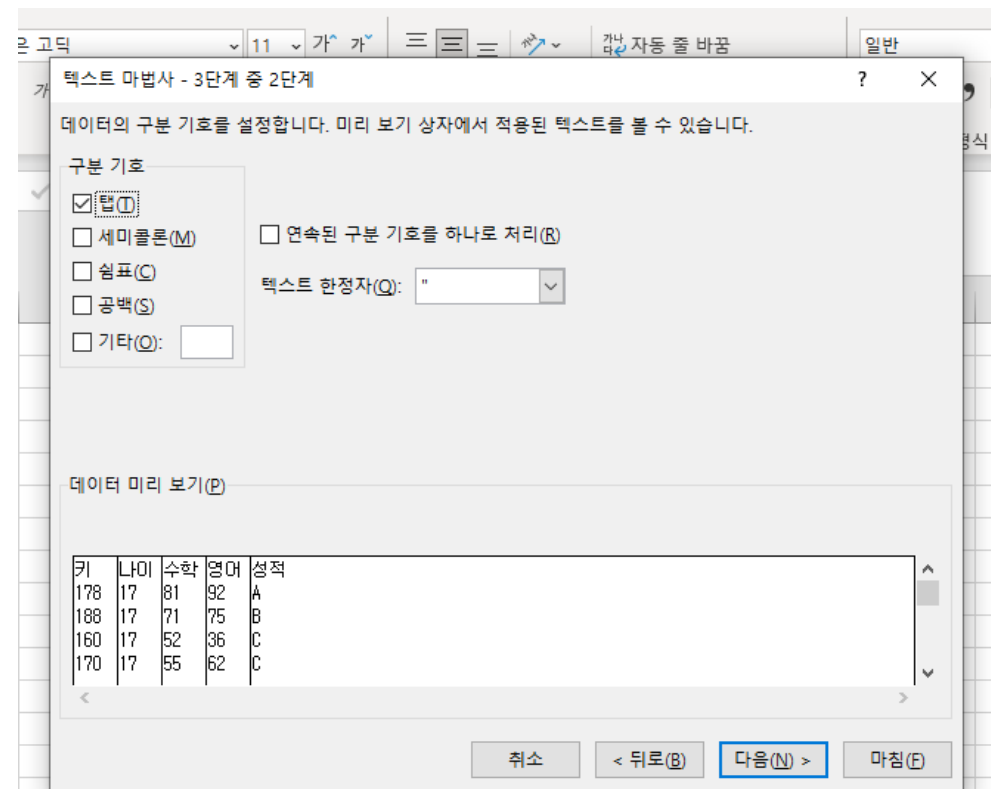 은 고딕 11 가 가 자동 줄 바꿈 일반
텍스트 마법사 - 3단계 중 2단계 ? ×
가 ,
데이터의 구분 기호를 설정합니다. 미리 보기 상자에서 적용된 텍스트를 볼 수 있습니다.
형식
구분 기호
탭(T)
세미콜론(M)
연속된 구분 기호를 하나로 처리(R)
쉼표(C)
텍스트 한정자(Q): "
공백(S)
기타(O):
데이터 미리 보기(P)
키 나이 수학 영어 성적
178 17 81 92 A
188 17 71 75 B
160 17 52 36 C
170 17 55 62 C
취소 < 뒤로(B) 다음(N) > 마침(F)